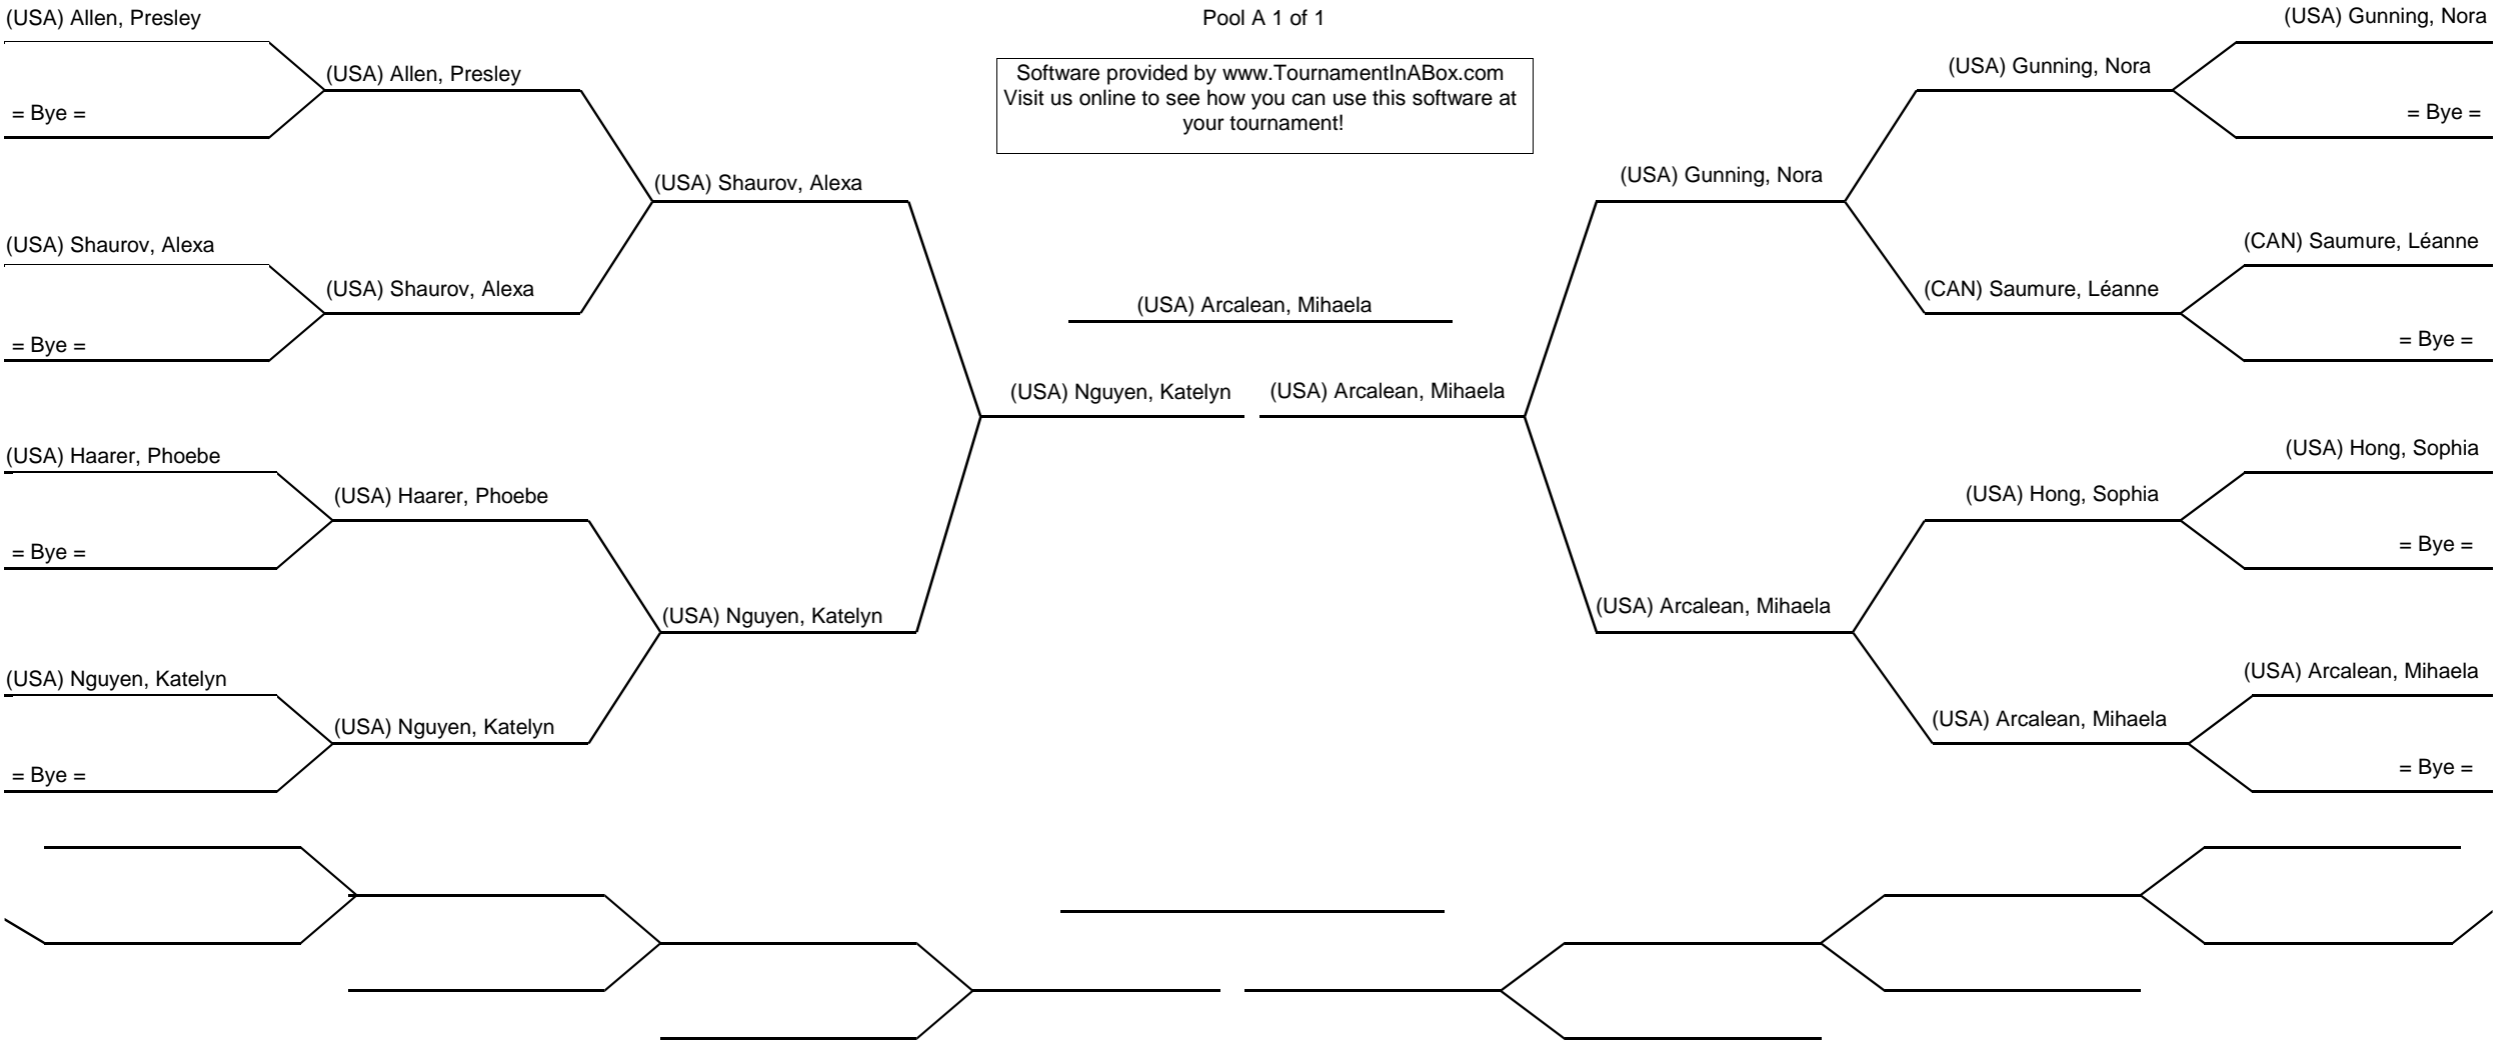 (USA) Allen, Presley
= Bye =
(USA) Shaurov, Alexa
= Bye =
(USA) Haarer, Phoebe
= Bye =
(USA) Nguyen, Katelyn
= Bye =
(USA) Allen, Presley
(USA) Shaurov, Alexa
(USA) Haarer, Phoebe
(USA) Nguyen, Katelyn
(USA) Shaurov, Alexa
(USA) Nguyen, Katelyn
Pool A 1 of 1
Software provided by www.TournamentInABox.com
Visit us online to see how you can use this software at
your tournament!
(USA) Arcalean, Mihaela
(USA) Nguyen, Katelyn
(USA) Arcalean, Mihaela
(USA) Gunning, Nora
(USA) Arcalean, Mihaela
(USA) Gunning, Nora
(CAN) Saumure, Léanne
(USA) Hong, Sophia
(USA) Arcalean, Mihaela
(USA) Gunning, Nora
= Bye =
(CAN) Saumure, Léanne
= Bye =
(USA) Hong, Sophia
= Bye =
(USA) Arcalean, Mihaela
= Bye =